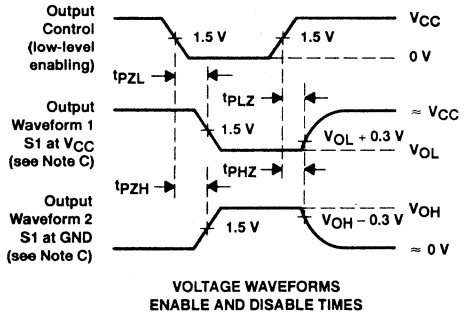 Output
Control
(low-level
enabling)
1.5 V
1.5 V
VCC
0 V
tPZL
tPLZ
Output
Waveform 1
S1 at VCC
(see Note C)
1.5 V
≈ VCC
VOL + 0.3 V
VOL
tPZH
tPHZ
Output
Waveform 2
S1 at GND
(see Note C)
1.5 V
VOH
VOH − 0.3 V
≈ 0 V
VOLTAGE WAVEFORMS
ENABLE AND DISABLE TIMES